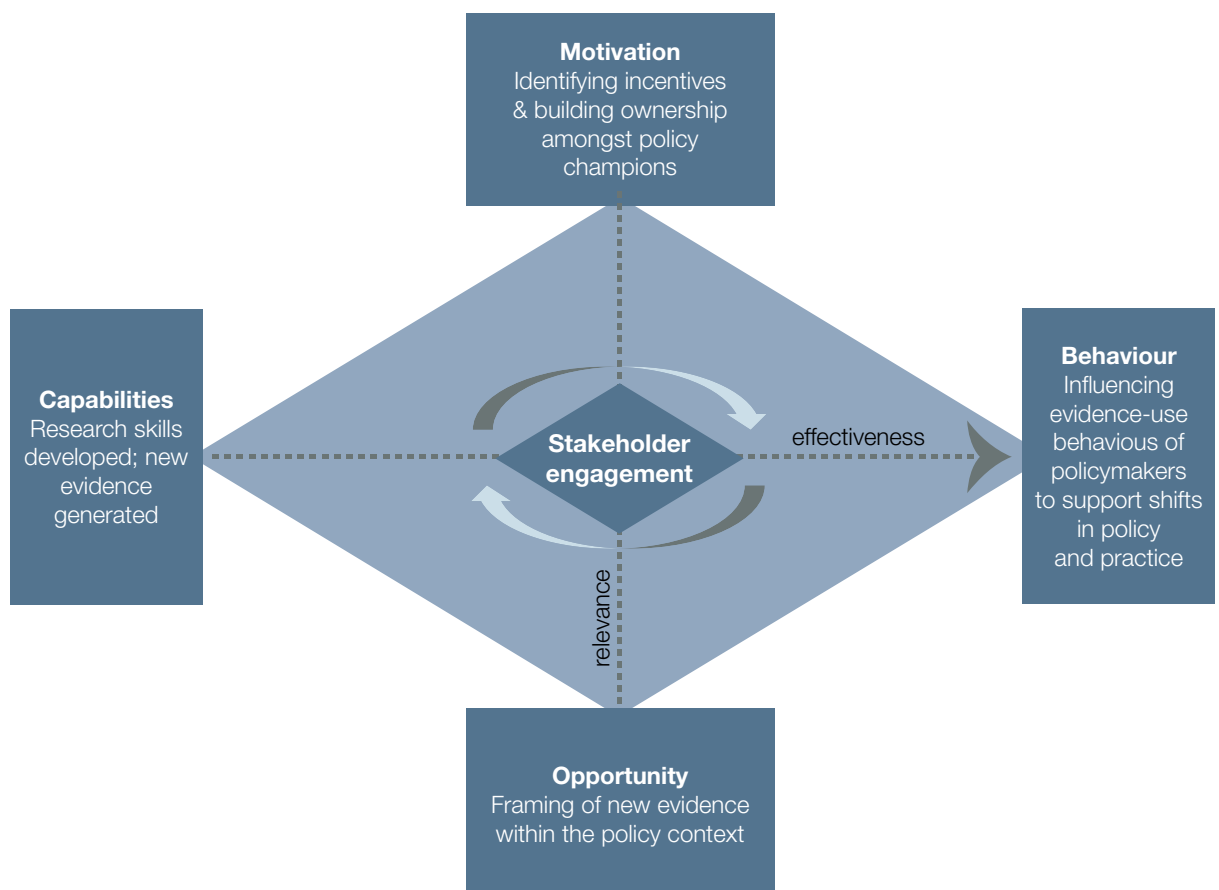 Motivation
Identifying incentives
& building ownership
amongst policy
champions
Capabilities
Research skills
developed; new
evidence
generated
Stakeholder
engagement
effectiveness
Behaviour
Influencing
evidence-use
behavious of
policymakers
to support shifts
in policy
and practice
relevance
Opportunity
Framing of new evidence
within the policy context